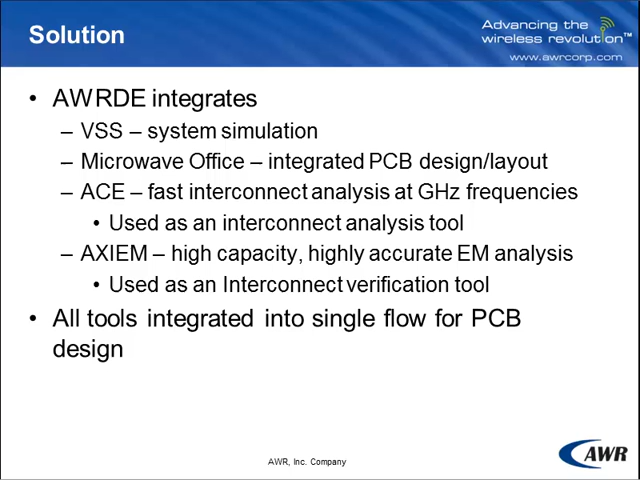 Solution
Advancing the
wireless revolution™
www.awrcorp.com
• AWRDE integrates
– VSS – system simulation
– Microwave Office – integrated PCB design/layout
– ACE – fast interconnect analysis at GHz frequencies
• Used as an interconnect analysis tool
– AXIEM – high capacity, highly accurate EM analysis
• Used as an Interconnect verification tool
• All tools integrated into single flow for PCB
design
AWR, Inc. Company
AWR